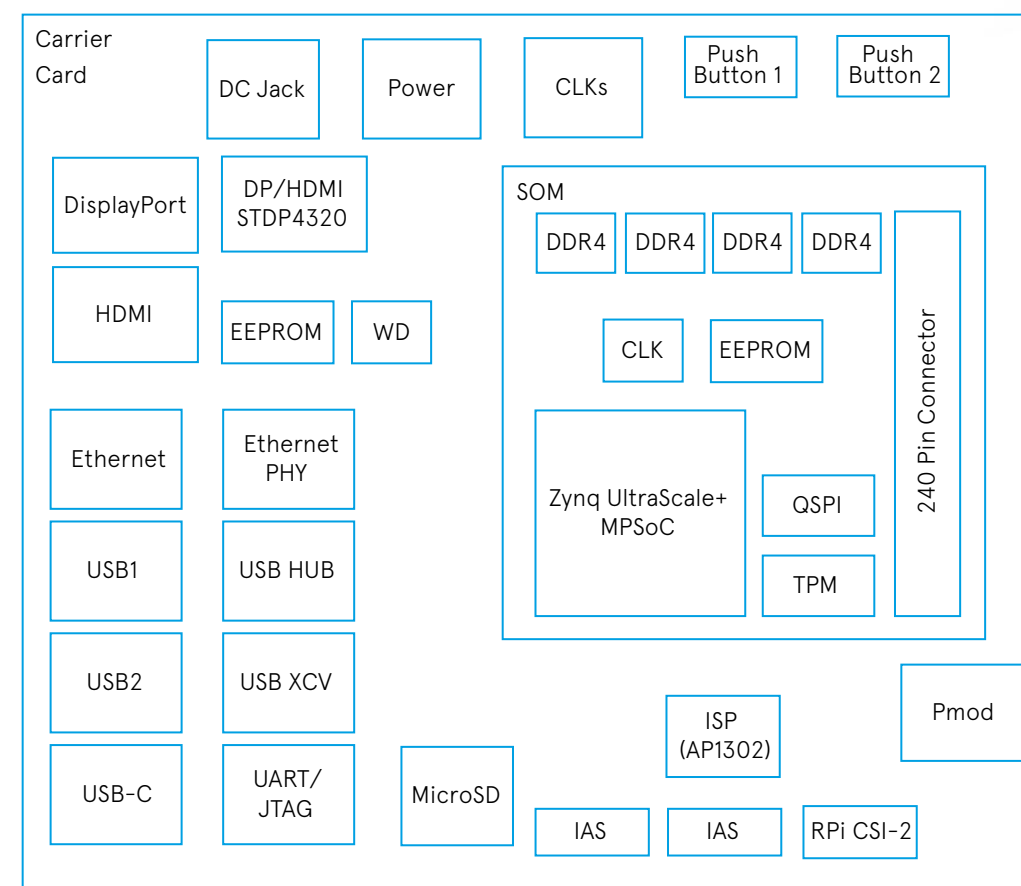 Carrier
Card
DC Jack
Power
CLKs
Push
Button 1
Push
Button 2
DisplayPort
DP/HDMI
STDP4320
HDMI
EEPROM
WD
SOM
DDR4
DDR4
DDR4
DDR4
CLK
EEPROM
240 Pin Connector
Zynq UltraScale+
MPSoC
QSPI
TPM
Ethernet
Ethernet
PHY
USB1
USB HUB
USB2
USB XCV
USB-C
UART/
JTAG
MicroSD
ISP
(AP1302)
Pmod
IAS
IAS
RPi CSI-2